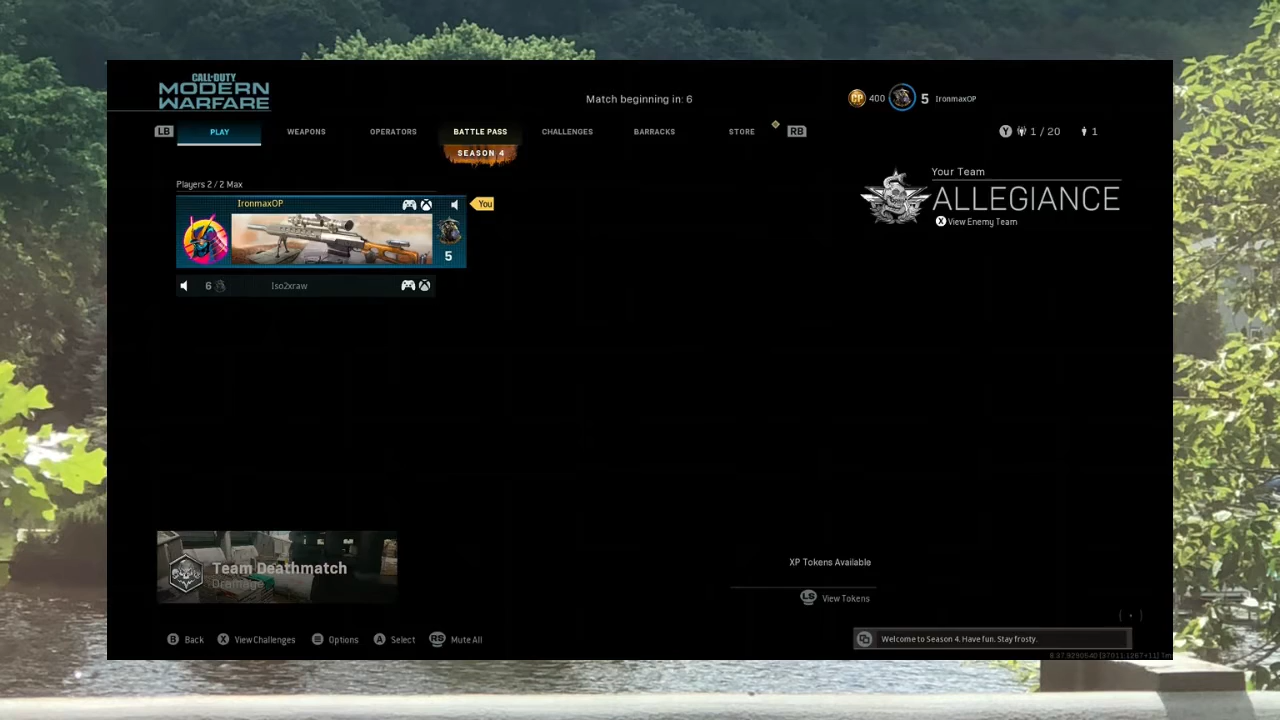 CALL OF DUTY
MODERN
WARFARE
Match beginning in: 6
CP 400 5 IronmaxOP
LB PLAY WEAPONS OPERATORS BATTLE PASS CHALLENGES BARRACKS STORE RB
Y 1 / 20 1
SEASON 4
Your Team
ALLEGIANCE
X View Enemy Team
Players 2 / 2 Max
IronmaxOP
You
5
6 Iso2xraw
Team Deathmatch
XP Tokens Available
LS View Tokens
B Back X View Challenges Options A Select RS Mute All
Welcome to Season 4. Have fun. Stay frosty.